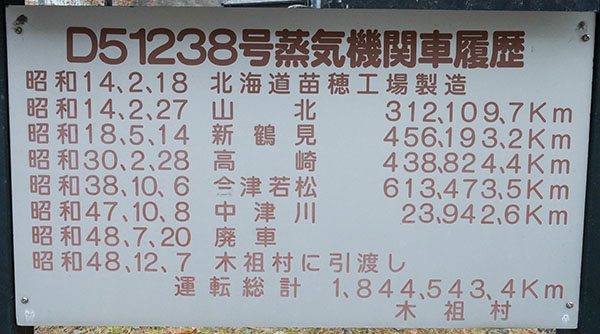 D51238号蒸気機関車履歴
昭和14、2、18 北海道苗穂工場製造
昭和14、2、27 山北 312,109、7Km
昭和18、5、14 新鶴見 456,193、2Km
昭和30、2、28 高崎 438,824、4Km
昭和38、10、6 会津若松 613,473、5Km
昭和47、10、8 中津川 23,942、6Km
昭和48、7、20 廃車
昭和48、12、7 木祖村に引渡し
運転総計 1,844,543、4Km
木祖村